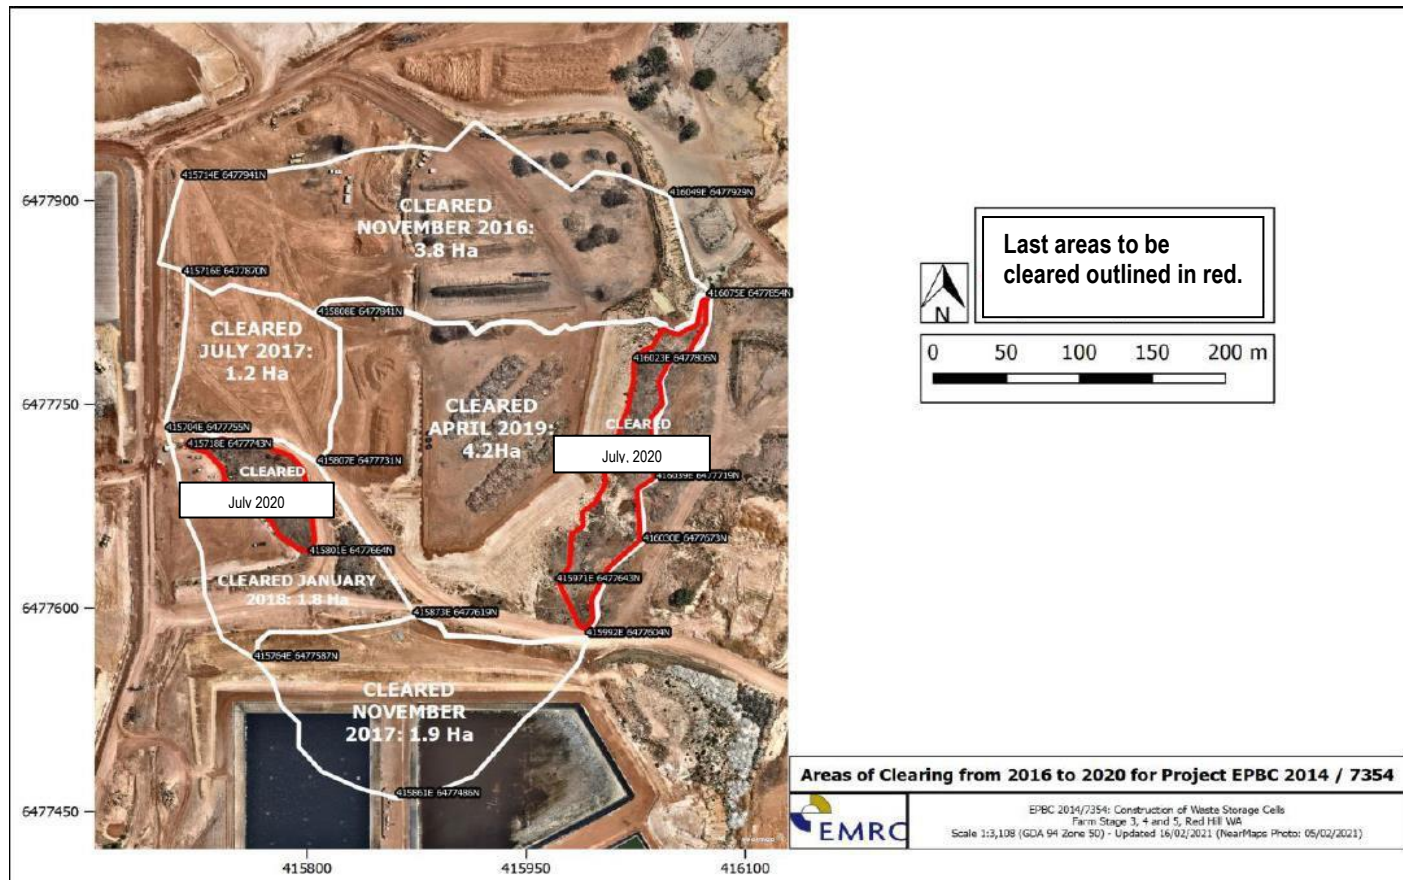 415714E 6477941N
6477900
416049E 6477929N
CLEARED
NOVEMBER 2016:
3.8 Ha
Last areas to be
cleared outlined in red.
415716E 6477870N
416075E 6477854N
415808E 6477841N
N
CLEARED
JULY 2017:
1.2 Ha
0 50 100 150 200 m
416023E 6477806N
6477750
CLEARED
APRIL 2019:
4.2Ha
415704E 6477755N
415718E 6477743N
CLEARED
July, 2020
415807E 6477731N
416039E 6477719N
CLEARED
July 2020
416030E 6477673N
415801E 6477664N
415971E 6477643N
CLEARED JANUARY
2018: 1.8 Ha
6477600
415873E 6477619N
415992E 6477604N
415764E 6477587N
CLEARED
NOVEMBER
2017: 1.9 Ha
415861E 6477486N
6477450
415800 415950 416100
Areas of Clearing from 2016 to 2020 for Project EPBC 2014 / 7354
EMRC
EPBC 2014/7354: Construction of Waste Storage Cells
Farm Stage 3, 4 and 5, Red Hill WA
Scale 1:3,108 (GDA 94 Zone 50) - Updated 16/02/2021 (NearMaps Photo: 05/02/2021)